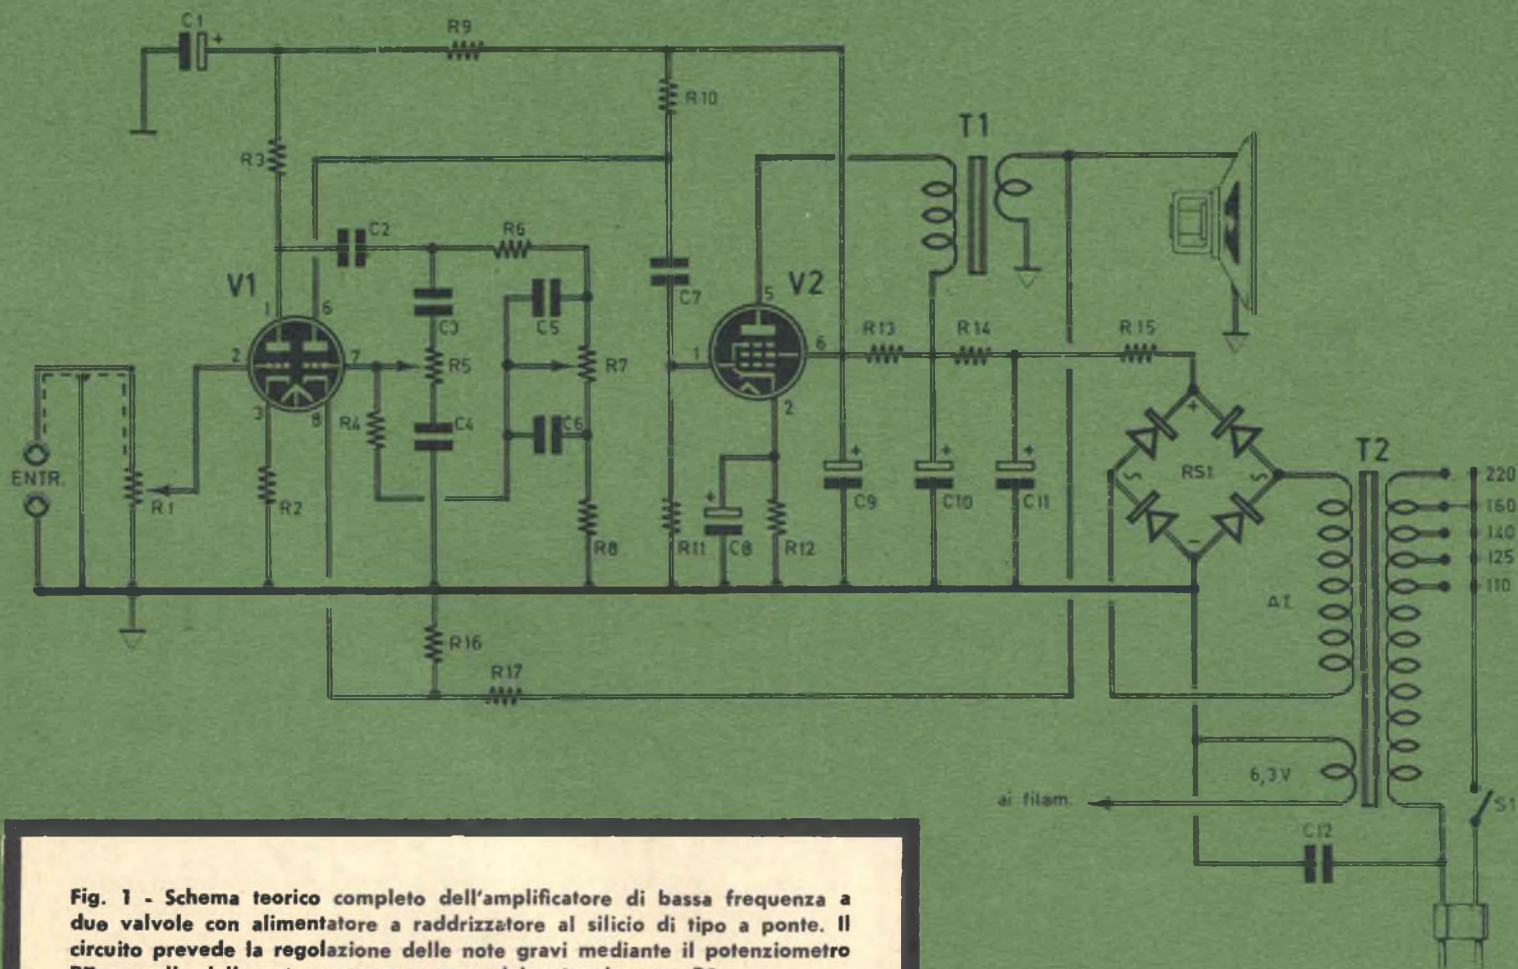 C1
+
R9
R10
T1
R3
C2
R6
V1
1
6
C3
C5
C7
V2
5
2
7
R5
R7
1
6
R13
R14
R15
3
8
R4
C4
C6
2
+
ENTR.
R1
R2
R8
R11
+
C8
R12
+
C9
+
C10
+
C11
RS1
−
T2
220
160
140
125
110
AT.
R16
R17
6,3V
ai filam.
S1
C12
Fig. 1 - Schema teorico completo dell'amplificatore di bassa frequenza a
due valvole con alimentatore a raddrizzatore al silicio di tipo a ponte. Il
circuito prevede la regolazione delle note gravi mediante il potenziometro